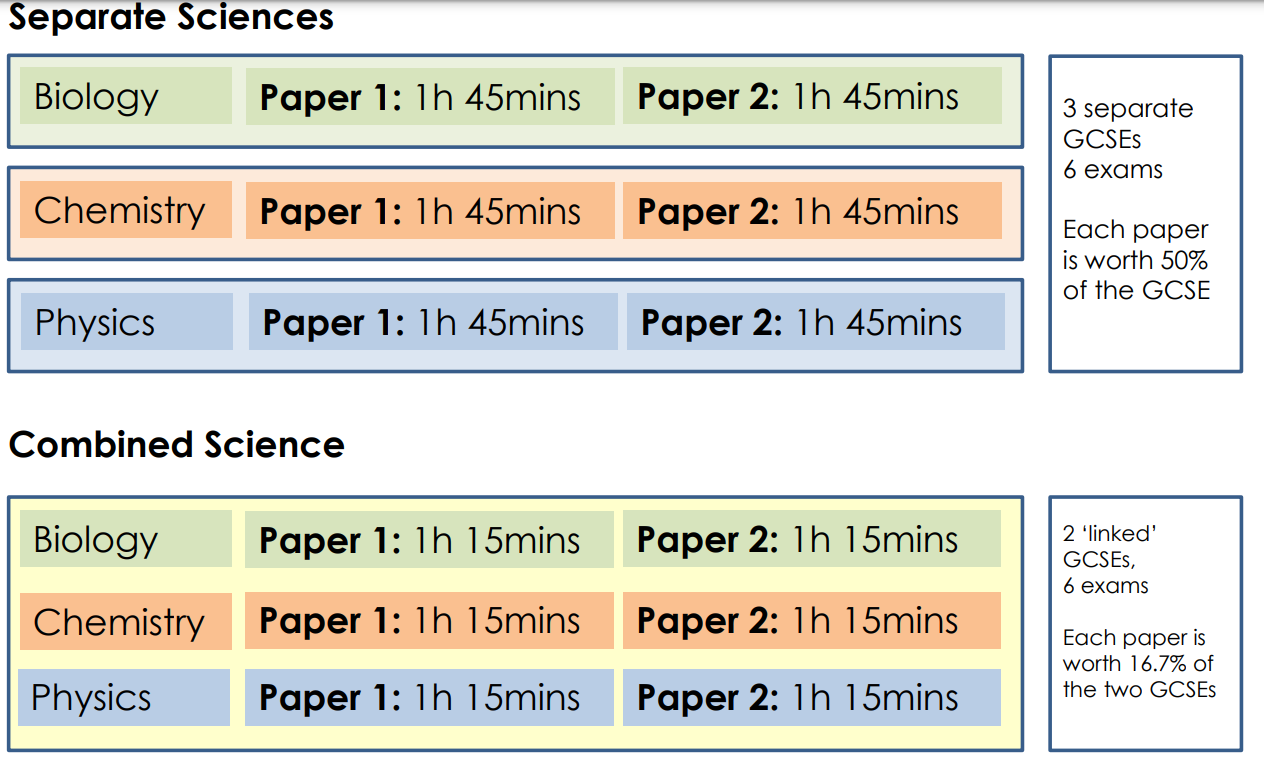 Separate Sciences
Biology Paper 1: 1h 45mins Paper 2: 1h 45mins
Chemistry Paper 1: 1h 45mins Paper 2: 1h 45mins
Physics Paper 1: 1h 45mins Paper 2: 1h 45mins
3 separate
GCSEs
6 exams
Each paper
is worth 50%
of the GCSE
Combined Science
Biology Paper 1: 1h 15mins Paper 2: 1h 15mins
Chemistry Paper 1: 1h 15mins Paper 2: 1h 15mins
Physics Paper 1: 1h 15mins Paper 2: 1h 15mins
2 ‘linked’
GCSEs,
6 exams
Each paper is
worth 16.7% of
the two GCSEs